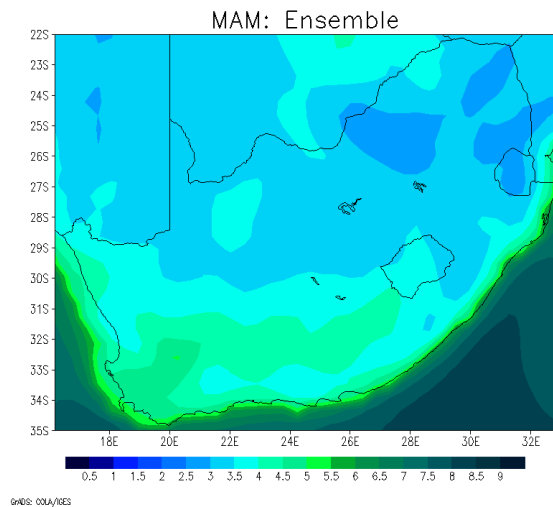 MAM: Ensemble
22S
23S
24S
25S
26S
27S
28S
29S
30S
31S
32S
33S
34S
35S
18E 20E 22E 24E 26E 28E 30E 32E
0.5 1 1.5 2 2.5 3 3.5 4 4.5 5 5.5 6 6.5 7 7.5 8 8.5 9
GrADS: COLA/IGES